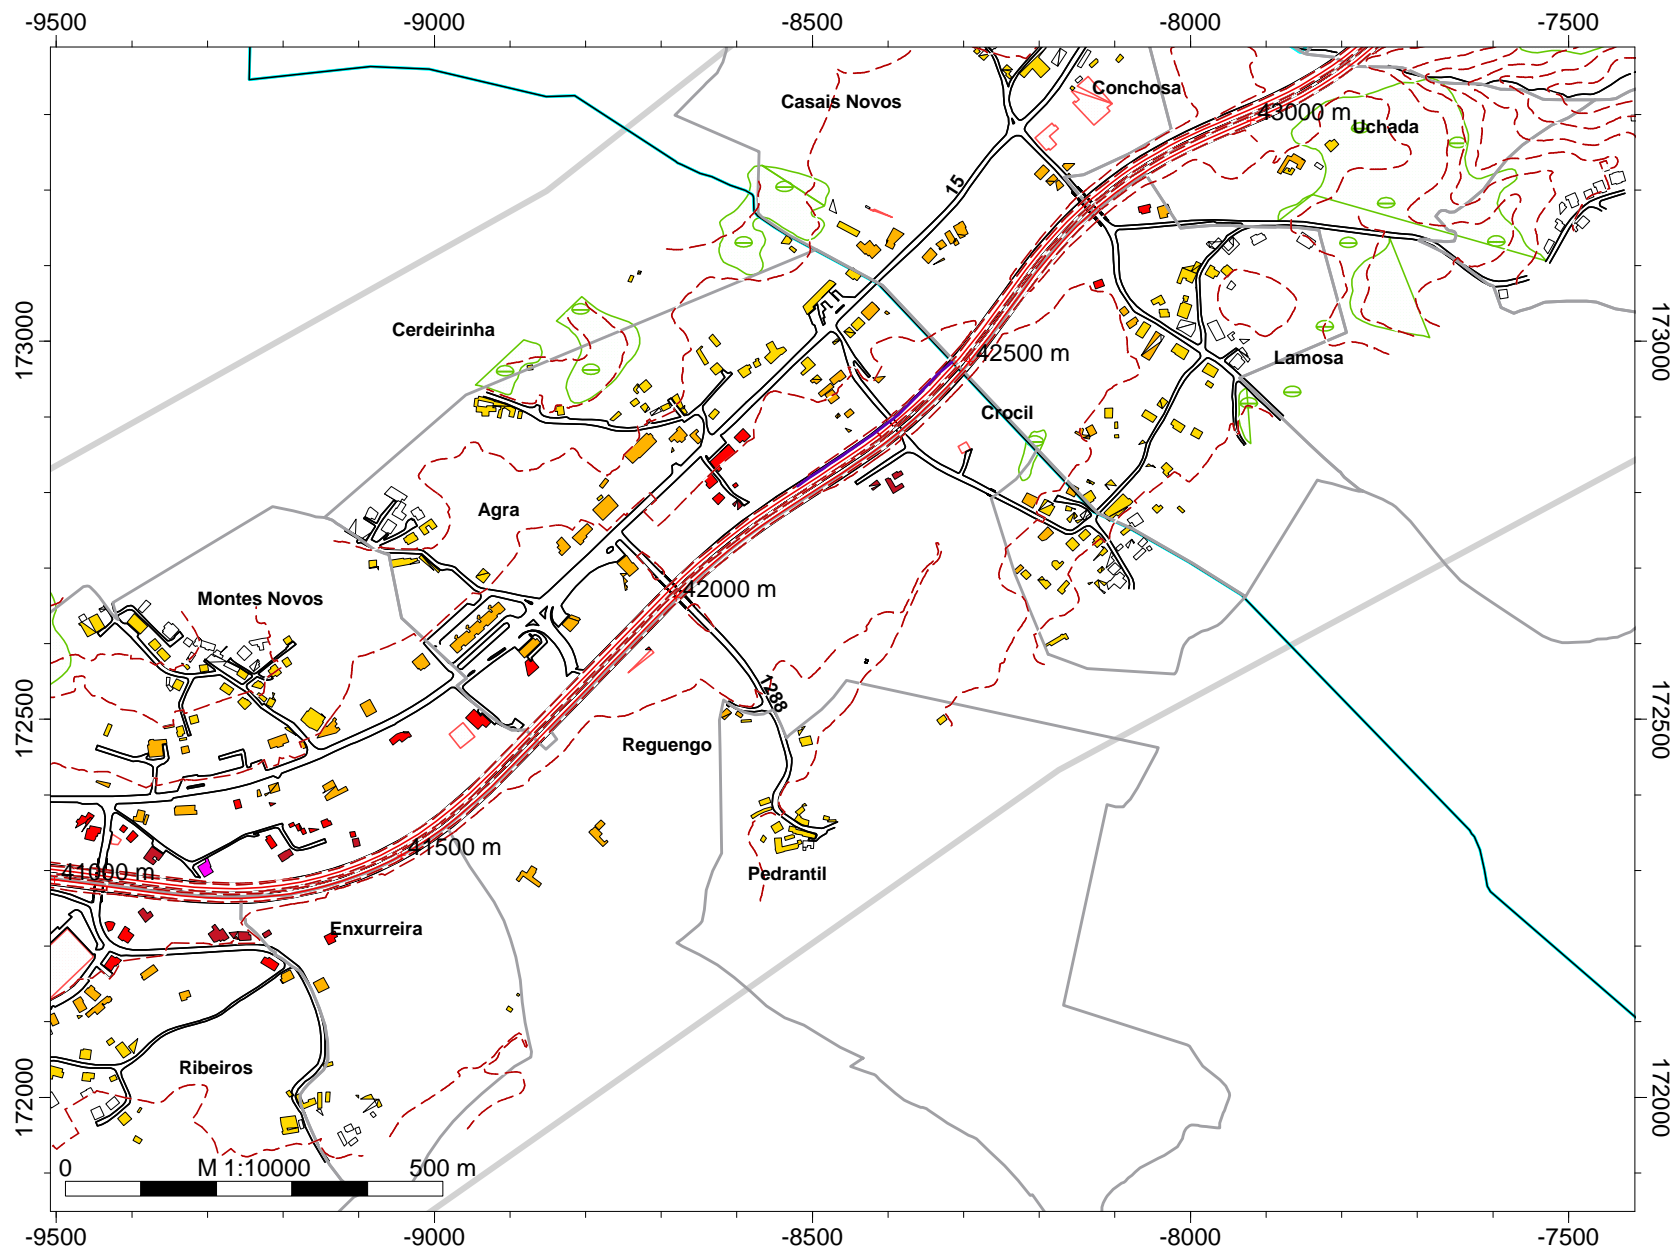 -9500 -9000 -8500 -8000 -7500
Conchosa
Casais Novos
43000 m
Uchada
15
173000
173000
Cerdeirinha
42500 m
Lamosa
Crocil
Agra
42000 m
Montes Novos
1288
172500
172500
Reguengo
41500 m
41000 m
Pedrantil
Enxurreira
Ribeiros
172000
172000
0 M 1:10000 500 m
-9500 -9000 -8500 -8000 -7500